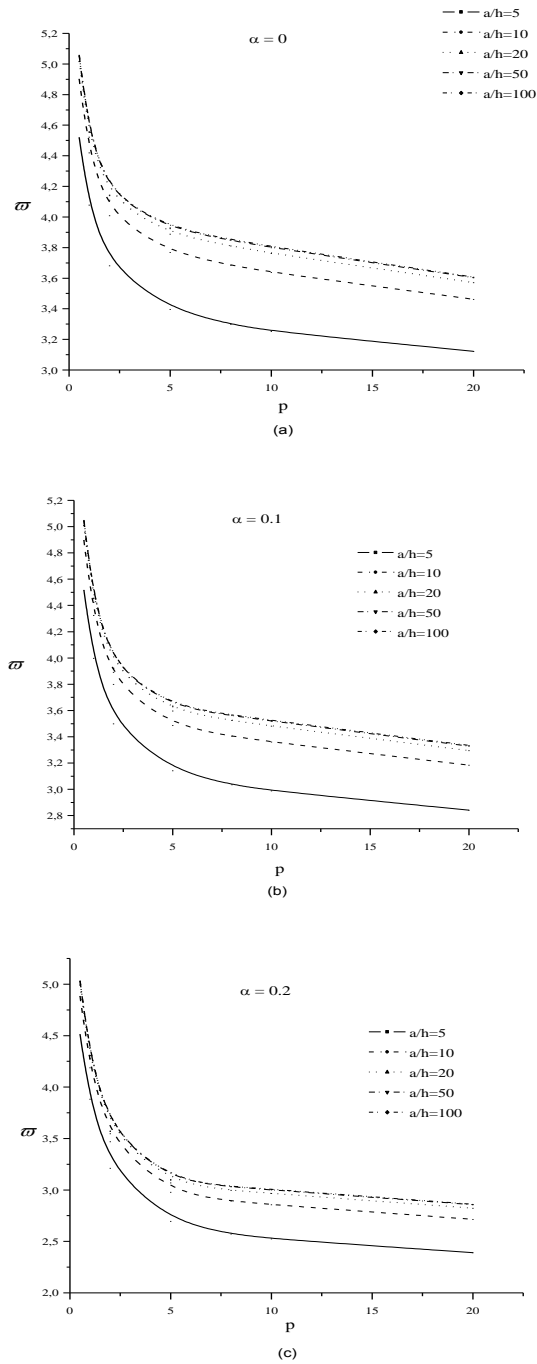 a/h=5
a/h=10
a/h=20
a/h=50
a/h=100
α = 0
5,2
5,0
4,8
4,6
4,4
4,2
4,0
3,8
3,6
3,4
3,2
3,0
ϖ
0 5 10 15 20
p
(a)
α = 0.1
a/h=5
a/h=10
a/h=20
a/h=50
a/h=100
5,2
5,0
4,8
4,6
4,4
4,2
4,0
3,8
3,6
3,4
3,2
3,0
2,8
ϖ
0 5 10 15 20
p
(b)
α = 0.2
a/h=5
a/h=10
a/h=20
a/h=50
a/h=100
5,0
4,5
4,0
3,5
3,0
2,5
2,0
ϖ
0 5 10 15 20
p
(c)